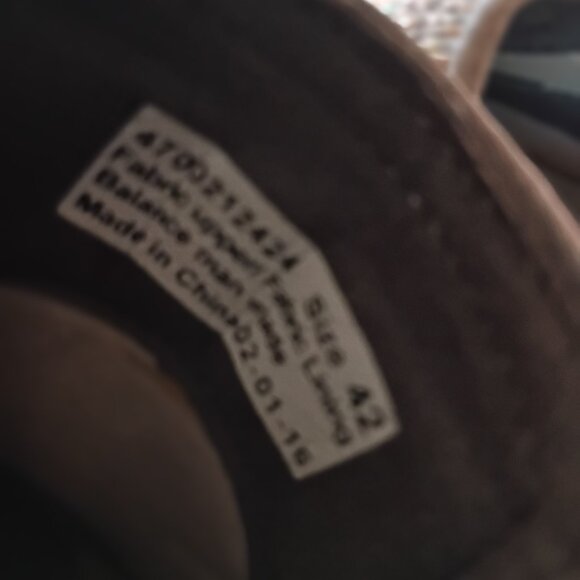 4700212424 Size 42
Fabric upper/ Fabric Lining
Balance man made
Made in China 02-01-16